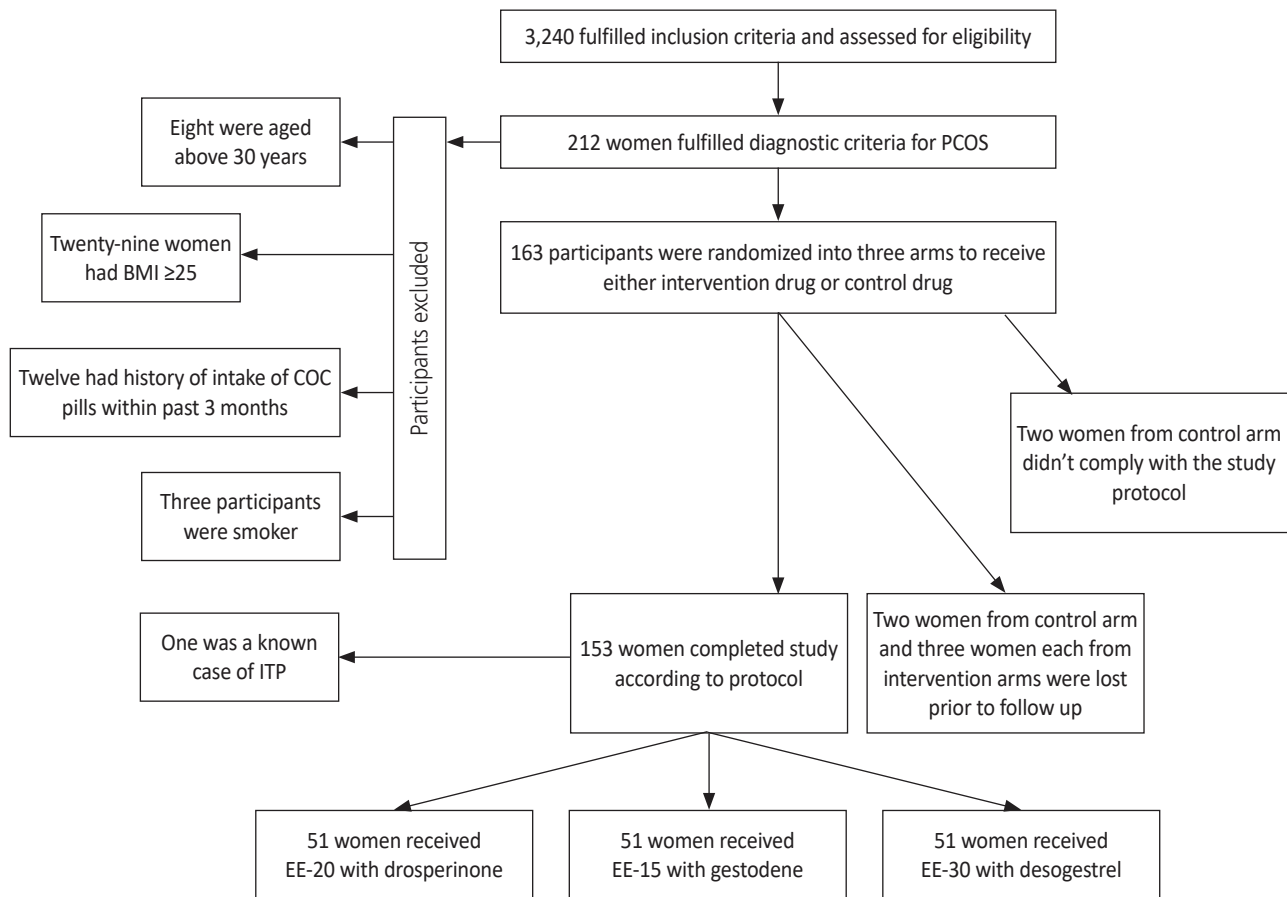 3,240 fulfilled inclusion criteria and assessed for eligibility
Eight were aged
above 30 years
212 women fulfilled diagnostic criteria for PCOS
Participants excluded
Twenty-nine women
had BMI ≥25
163 participants were randomized into three arms to receive
either intervention drug or control drug
Twelve had history of intake of COC
pills within past 3 months
Two women from control arm
didn’t comply with the study
protocol
Three participants
were smoker
One was a known
case of ITP
153 women completed study
according to protocol
Two women from control arm
and three women each from
intervention arms were lost
prior to follow up
51 women received
EE-20 with drosperinone
51 women received
EE-15 with gestodene
51 women received
EE-30 with desogestrel